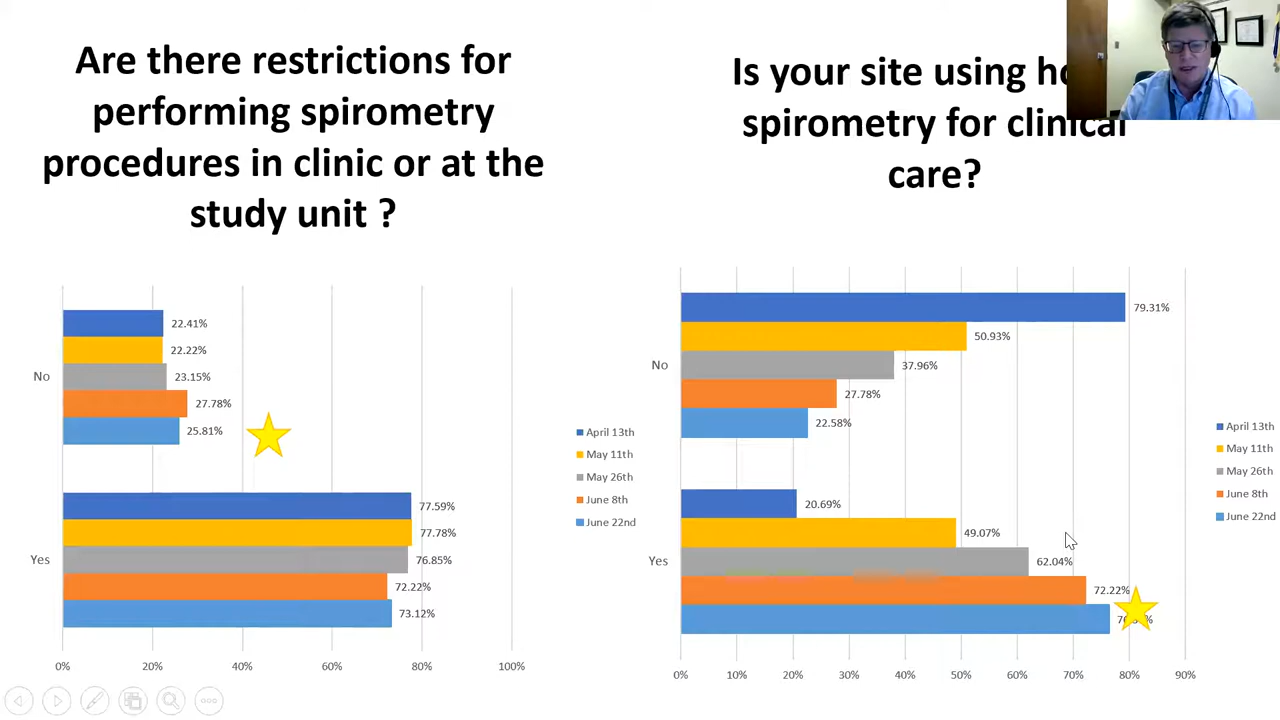 Are there restrictions for
performing spirometry
procedures in clinic or at the
study unit ?
No
22.41%
22.22%
23.15%
27.78%
25.81%
Yes
77.59%
77.78%
76.85%
72.22%
73.12%
0% 20% 40% 60% 80% 100%
April 13th
May 11th
May 26th
June 8th
June 22nd
Is your site using
spirometry for clinical
care?
No
79.31%
50.93%
37.96%
27.78%
22.58%
Yes
20.69%
49.07%
62.04%
72.22%
0% 10% 20% 30% 40% 50% 60% 70% 80% 90%
April 13th
May 11th
May 26th
June 8th
June 22nd